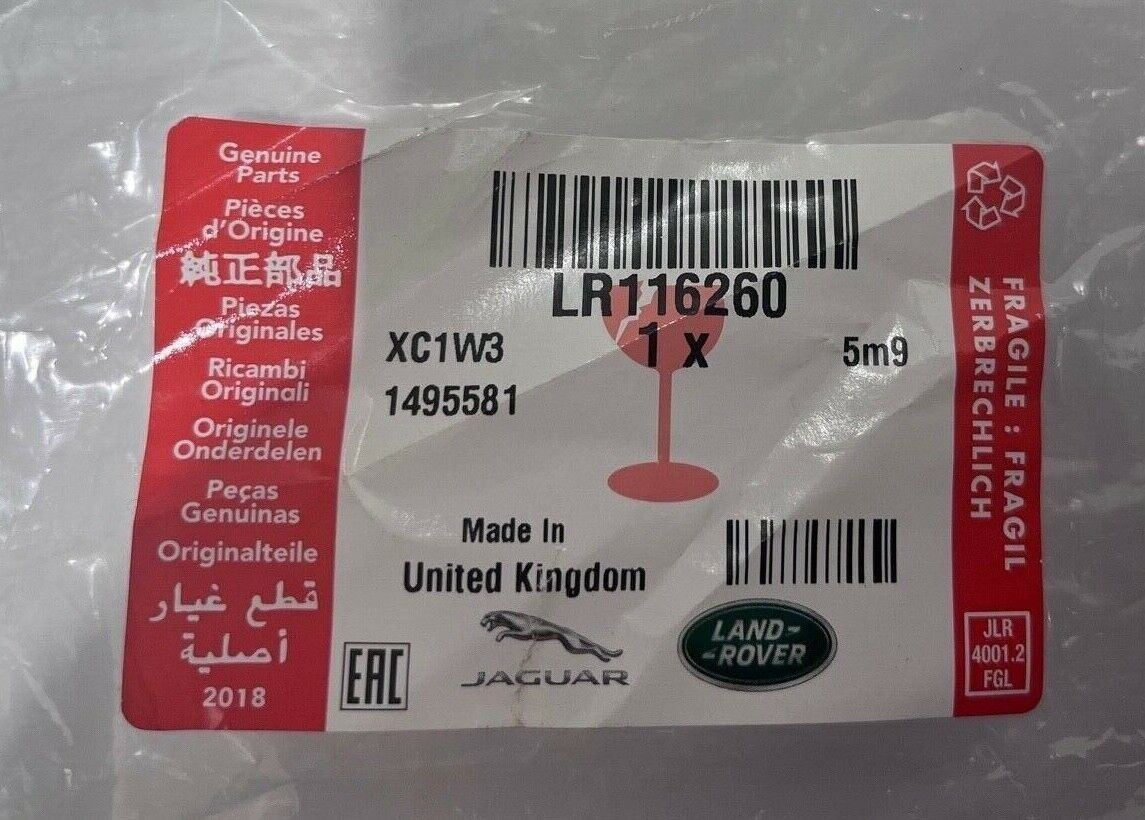 Genuine
Parts
Pièces
d'Origine
純正部品
Piezas
Originales
Ricambi
Originali
Originele
Onderdelen
Peças
Genuinas
Originalteile
قطع غيار
أصلية
2018
LR116260
1 x
XC1W3
5m9
1495581
Made In
United Kingdom
EAC
JAGUAR
LAND-
-ROVER
FRAGILE : FRAGIL
ZERBRECHLICH
JLR
4001.2
FGL